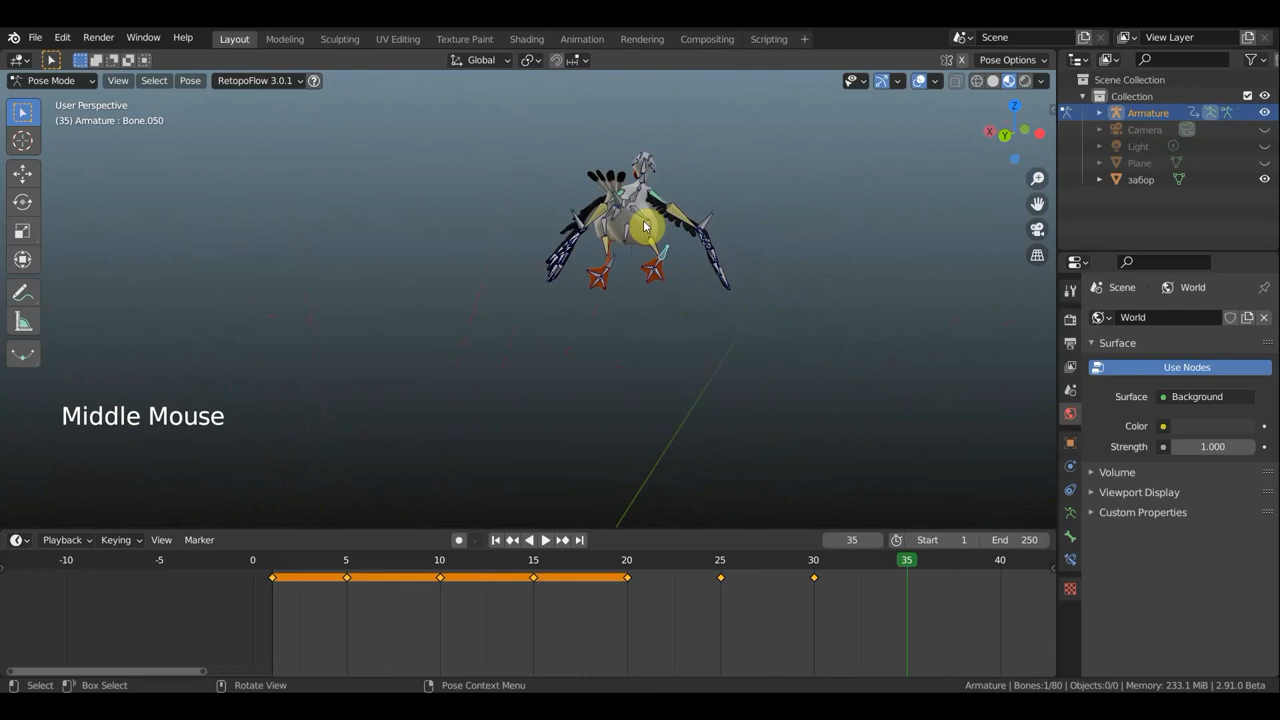 File Edit Render Window Help Layout Modeling Sculpting UV Editing Texture Paint Shading Animation Rendering Compositing Scripting + Scene View Layer
Global X Pose Options
Pose Mode View Select Pose RetopoFlow 3.0.1 Scene Collection
User Perspective Z Collection
(35) Armature : Bone.050 X Y Armature
Camera
Light
Plane
забор
Scene World
World
Surface
Use Nodes
Surface Background
Middle Mouse
Color
Strength 1.000
Volume
Viewport Display
Custom Properties
Playback Keying View Marker 35 Start 1 End 250
-10 -5 0 5 10 15 20 25 30 35 40
Select Box Select Rotate View Pose Context Menu Armature | Bones:1/80 | Objects:0/0 | Memory: 233.1 MiB | 2.91.0 Beta